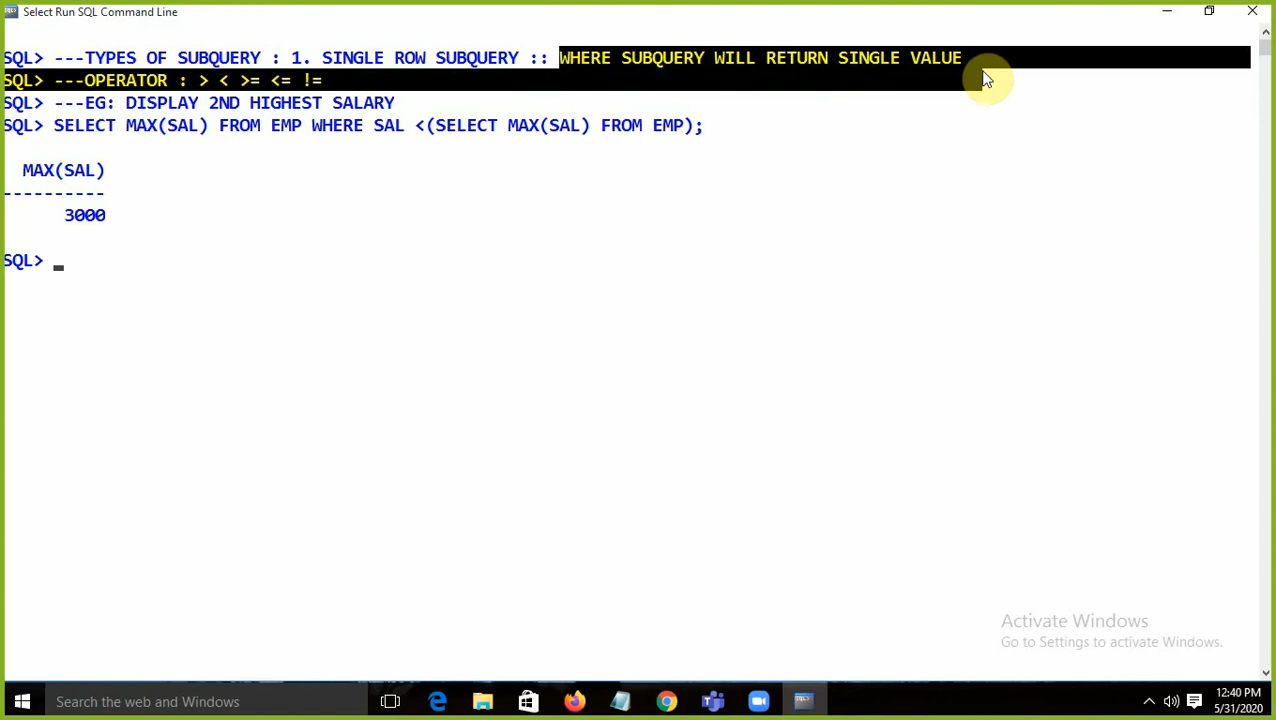 Select Run SQL Command Line
SQL> ---TYPES OF SUBQUERY : 1. SINGLE ROW SUBQUERY :: WHERE SUBQUERY WILL RETURN SINGLE VALUE
SQL> ---OPERATOR : > < >= <= !=
SQL> ---EG: DISPLAY 2ND HIGHEST SALARY
SQL> SELECT MAX(SAL) FROM EMP WHERE SAL <(SELECT MAX(SAL) FROM EMP);
MAX(SAL)
----------
3000
SQL>
Activate Windows
Go to Settings to activate Windows.
Search the web and Windows
12:40 PM
5/31/2020